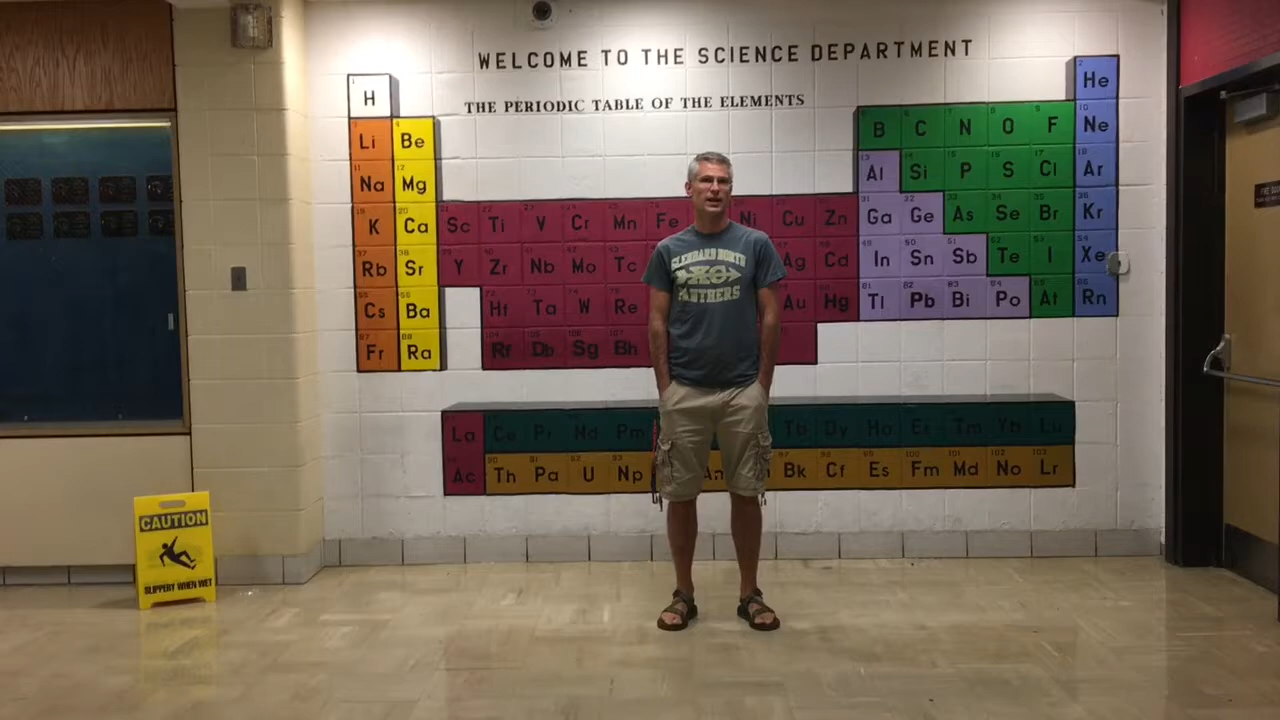 WELCOME TO THE SCIENCE DEPARTMENT
THE PERIODIC TABLE OF THE ELEMENTS
H He
Li Be B C N O F Ne
Na Mg Al Si P S Cl Ar
K Ca Sc Ti V Cr Mn Fe Ni Cu Zn Ga Ge As Se Br Kr
Rb Sr Y Zr Nb Mo Tc Ag Cd In Sn Sb Te I Xe
Cs Ba Hf Ta W Re Au Hg Tl Pb Bi Po At Rn
Fr Ra Rf Db Sg Bh
La Ce Pr Nd Pm Tb Dy Ho Er Tm Yb Lu
Ac Th Pa U Np Am Bk Cf Es Fm Md No Lr
GLENBARD NORTH
PANTHERS
CAUTION
SLIPPERY WHEN WET